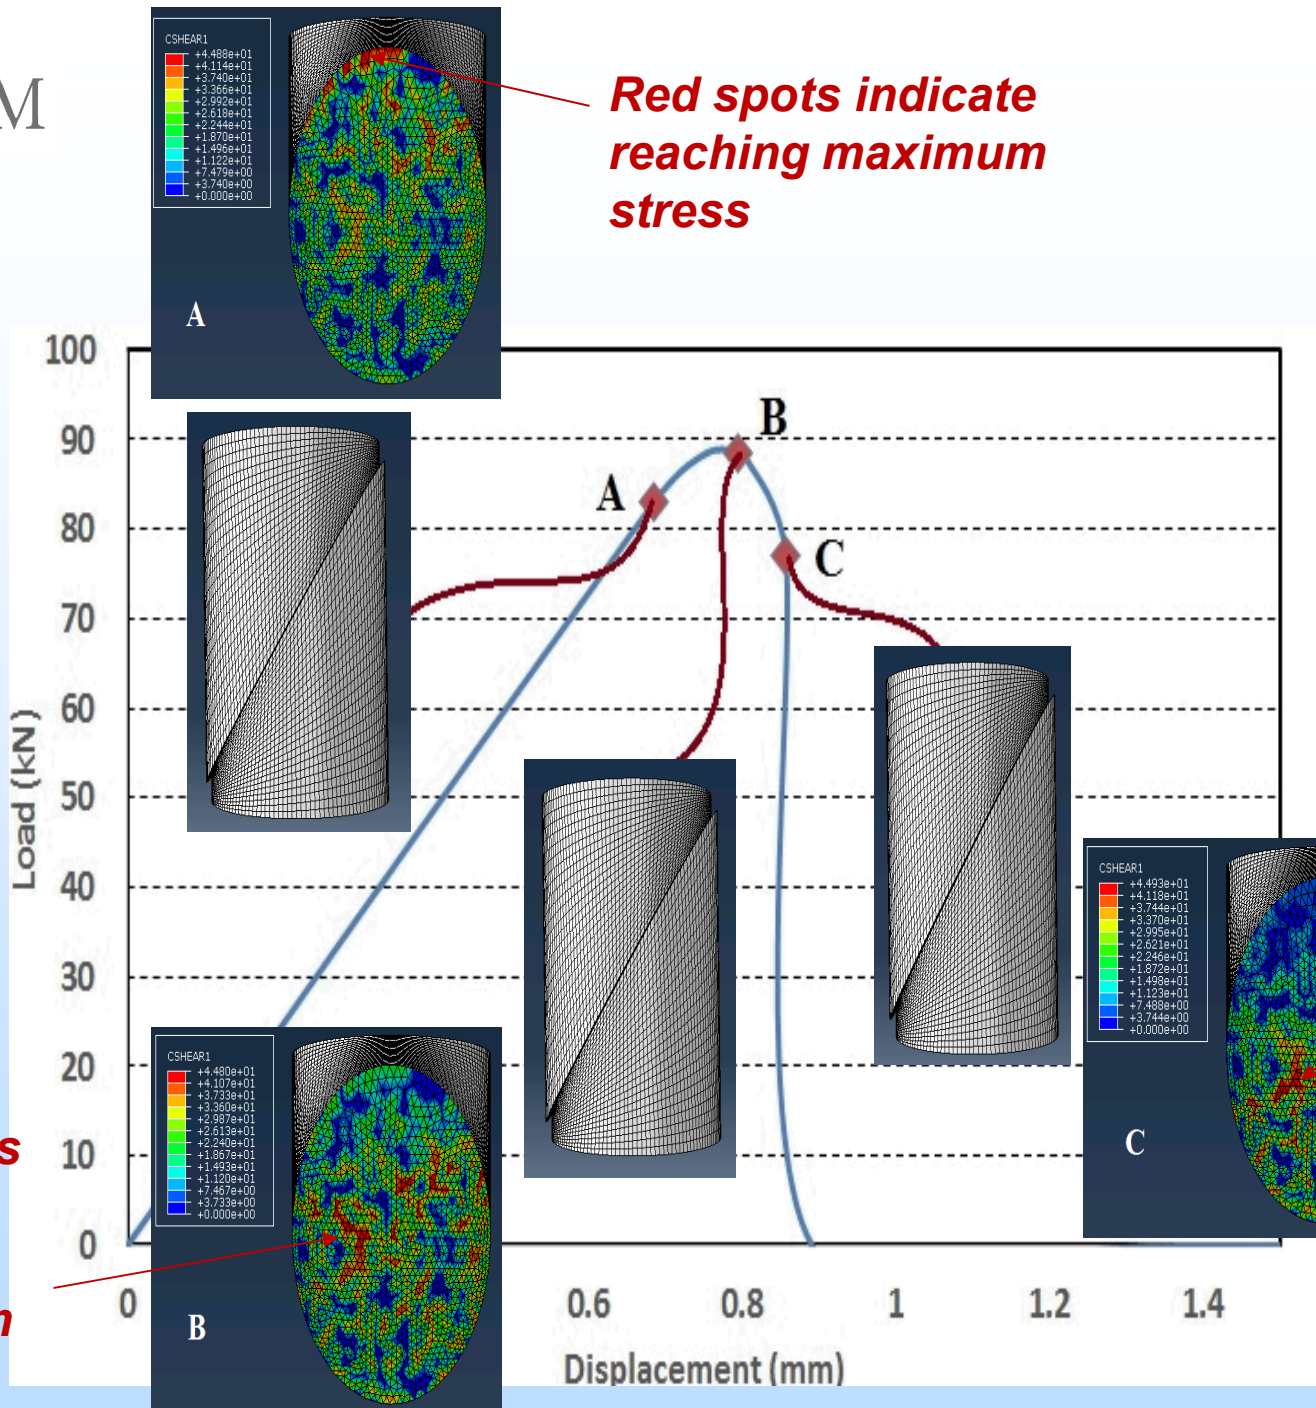 M
Red spots indicate
reaching maximum
stress
CSHEAR1
+4.488e+01
+4.114e+01
+3.740e+01
+3.366e+01
+2.992e+01
+2.618e+01
+2.244e+01
+1.870e+01
+1.496e+01
+1.122e+01
+7.479e+00
+3.740e+00
+0.000e+00
A
100
90
80
70
60
50
40
30
20
10
0
Load (kN)
A
B
C
CSHEAR1
+4.493e+01
+4.118e+01
+3.744e+01
+3.370e+01
+2.995e+01
+2.621e+01
+2.246e+01
+1.872e+01
+1.498e+01
+1.123e+01
+7.488e+00
+3.744e+00
+0.000e+00
C
CSHEAR1
+4.480e+01
+4.107e+01
+3.733e+01
+3.360e+01
+2.987e+01
+2.613e+01
+2.240e+01
+1.867e+01
+1.493e+01
+1.120e+01
+7.467e+00
+3.733e+00
+0.000e+00
B
s
0 0.6 0.8 1 1.2 1.4
Displacement (mm)